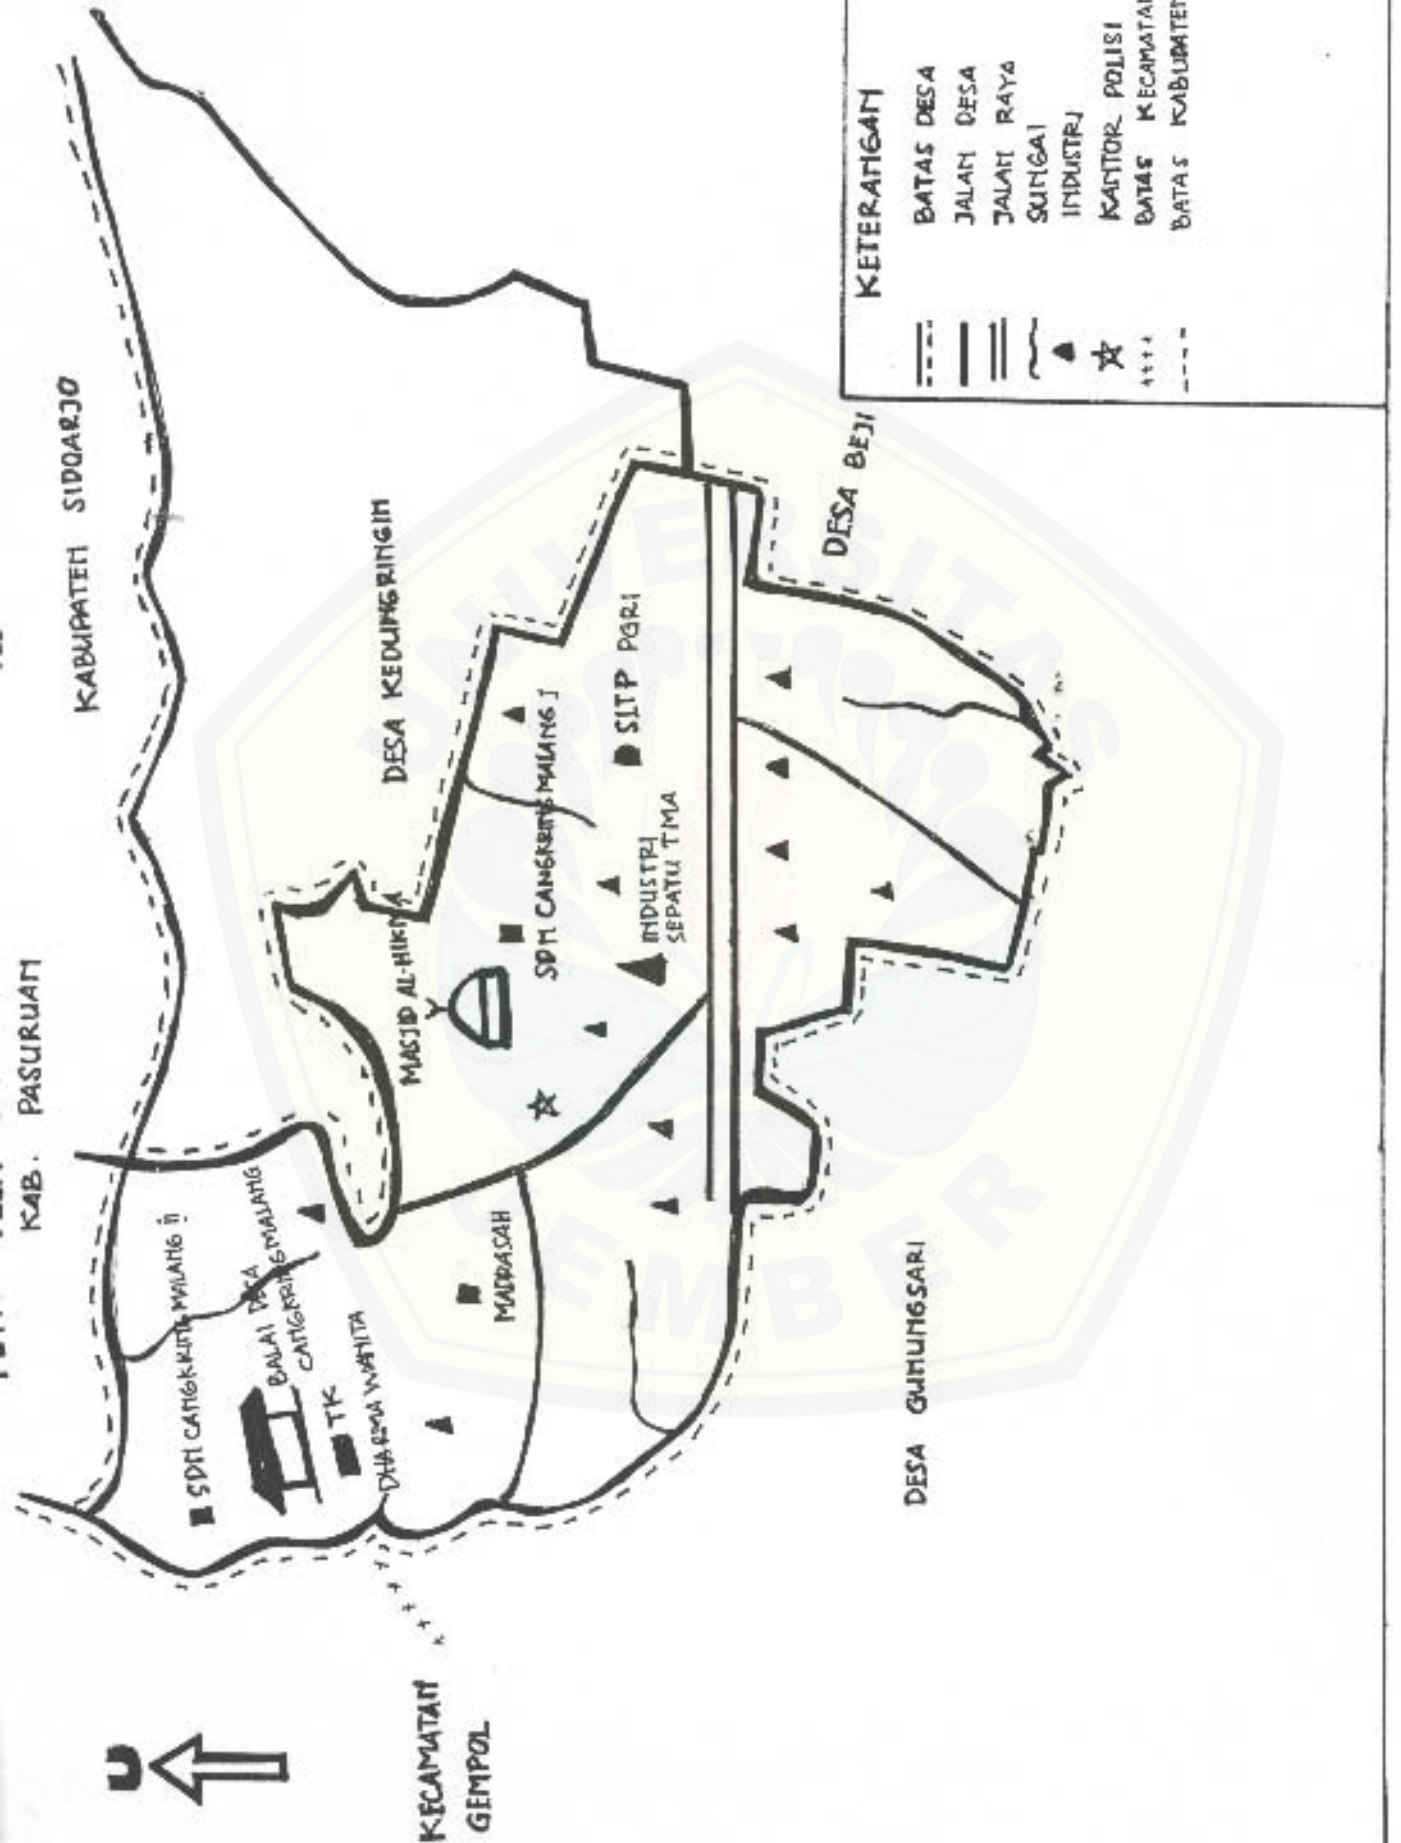 KAB. PASURUAN
KABUPATEN SIDOARJO
U
KECAMATAN
GEMPOL
SDN CANGKRING MALANG II
BALAI DESA
CANGKRING MALANG
TK
DHARMA WANITA
MADRASAH
MASJID AL-HIKMA
DESA KEDUNGRINGIN
SDN CANGKRING MALANG I
SLTP PGRI
INDUSTRI
SEPATU TMA
DESA BEJI
DESA GUNUNGSARI
KETERANGAN
BATAS DESA
JALAN DESA
JALAN RAYA
SUNGAI
INDUSTRI
KANTOR POLISI
BATAS KECAMATA
BATAS KABUPATEN
UNIVERSITAS
JEMBER